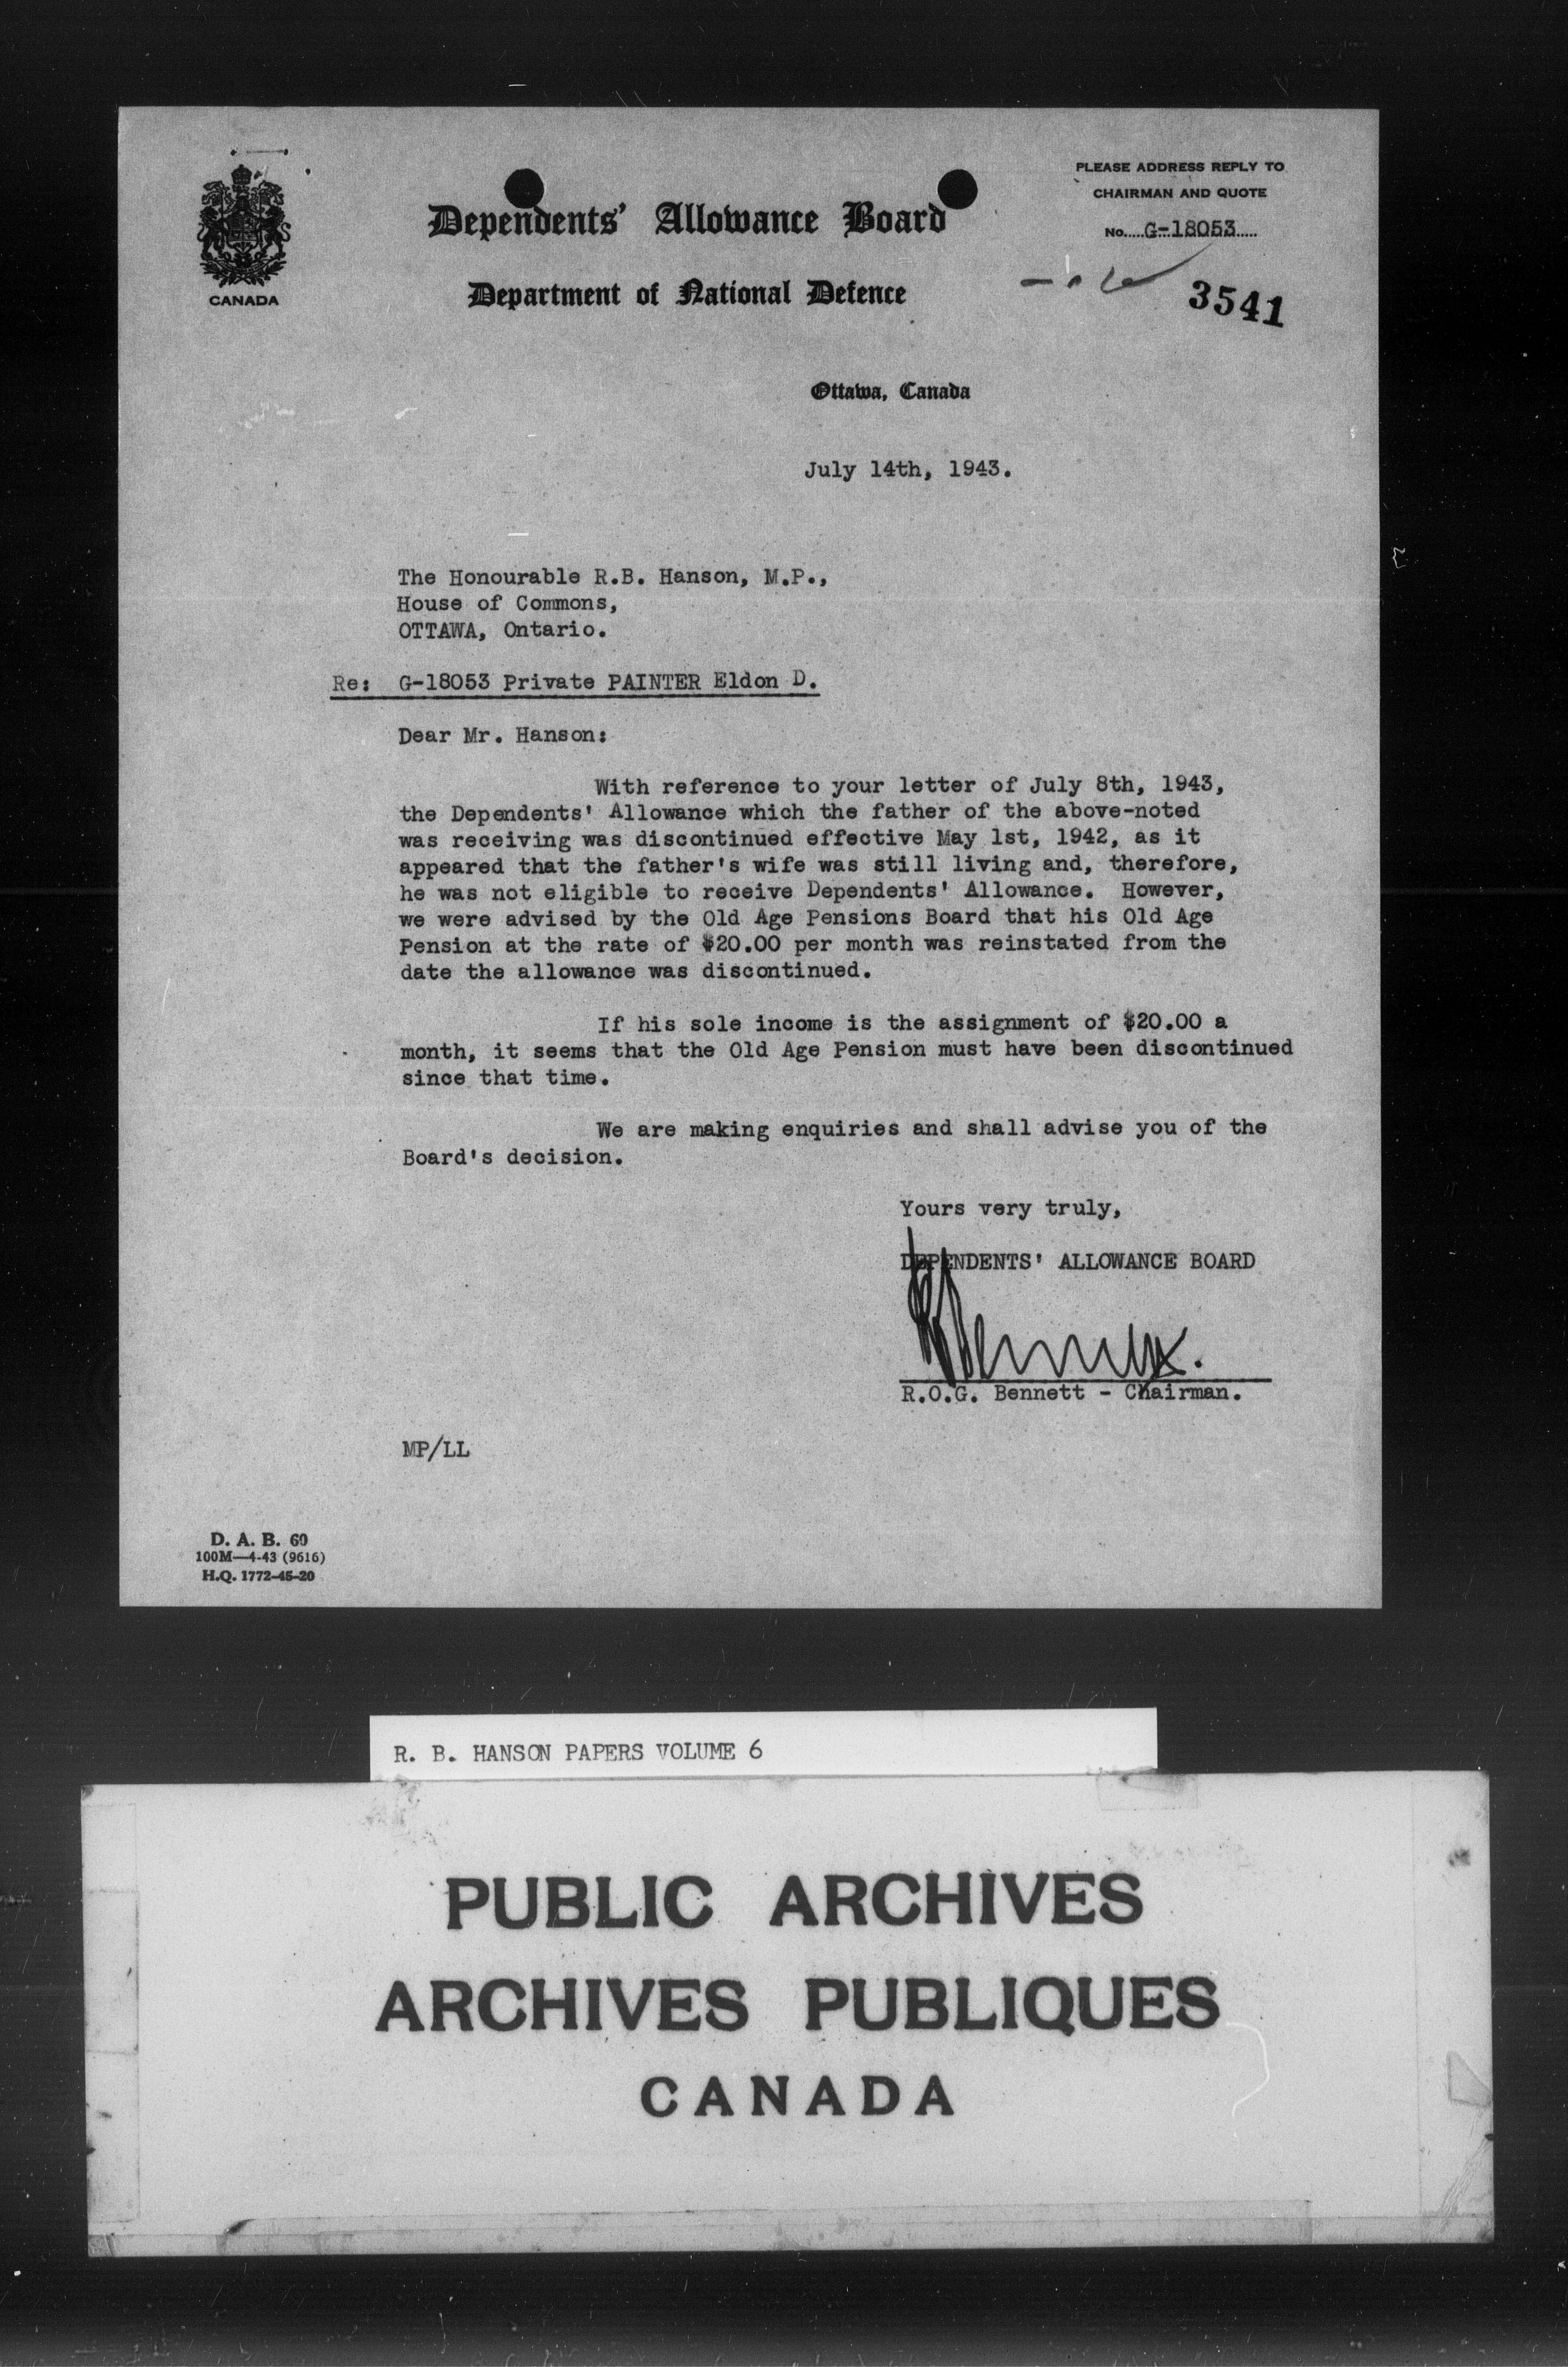 CANADA
Dependents' Allowance Board
Department of National Defence
PLEASE ADDRESS REPLY TO
CHAIRMAN AND QUOTE
No.....G-18053.....
3541
Ottawa, Canada
July 14th, 1943.
The Honourable R.B. Hanson, M.P.,
House of Commons,
OTTAWA, Ontario.
Re: G-18053 Private PAINTER Eldon D.
Dear Mr. Hanson:
With reference to your letter of July 8th, 1943,
the Dependents' Allowance which the father of the above-noted
was receiving was discontinued effective May 1st, 1942, as it
appeared that the father's wife was still living and, therefore,
he was not eligible to receive Dependents' Allowance. However,
we were advised by the Old Age Pensions Board that his Old Age
Pension at the rate of $20.00 per month was reinstated from the
date the allowance was discontinued.
If his sole income is the assignment of $20.00 a
month, it seems that the Old Age Pension must have been discontinued
since that time.
We are making enquiries and shall advise you of the
Board's decision.
Yours very truly,
DEPENDENTS' ALLOWANCE BOARD
R.O.G. Bennett - Chairman.
MP/LL
D. A. B. 60
100M—4-43 (9616)
H.Q. 1772-45-20
R. B. HANSON PAPERS VOLUME 6
PUBLIC ARCHIVES
ARCHIVES PUBLIQUES
CANADA